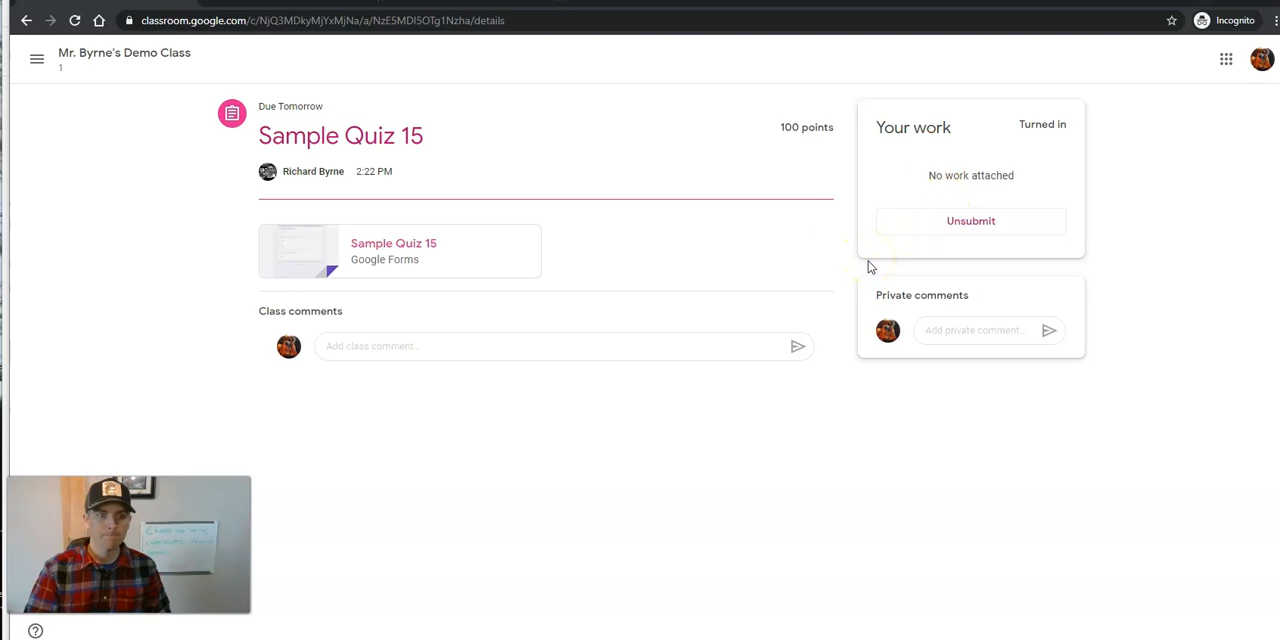 classroom.google.com/c/NjQ3MDkyMjYxMjNa/a/NzE5MDI5OTg1Nzha/details
Incognito
Mr. Byrne's Demo Class
1
Due Tomorrow
Sample Quiz 15
100 points
Richard Byrne 2:22 PM
Sample Quiz 15
Google Forms
Class comments
Add class comment...
Your work
Turned in
No work attached
Unsubmit
Private comments
Add private comment...